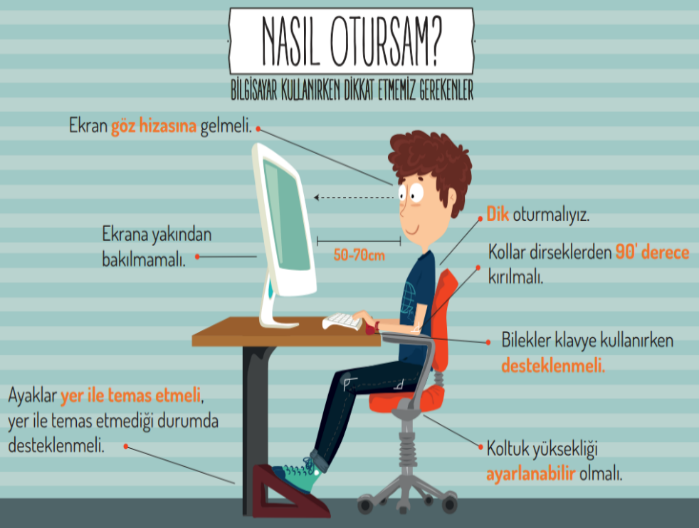 NASIL OTURSAM?
BİLGİSAYAR KULLANIRKEN DİKKAT ETMEMİZ GEREKENLER
Ekran göz hizasına gelmeli.
Dik oturmalıyız.
Ekrana yakından
bakılmamalı.
50-70cm
Kollar dirseklerden 90' derece
kırılmalı.
Bilekler klavye kullanırken
desteklenmeli.
Ayaklar yer ile temas etmeli,
yer ile temas etmediği durumda
desteklenmeli.
Koltuk yüksekliği
ayarlanabilir olmalı.